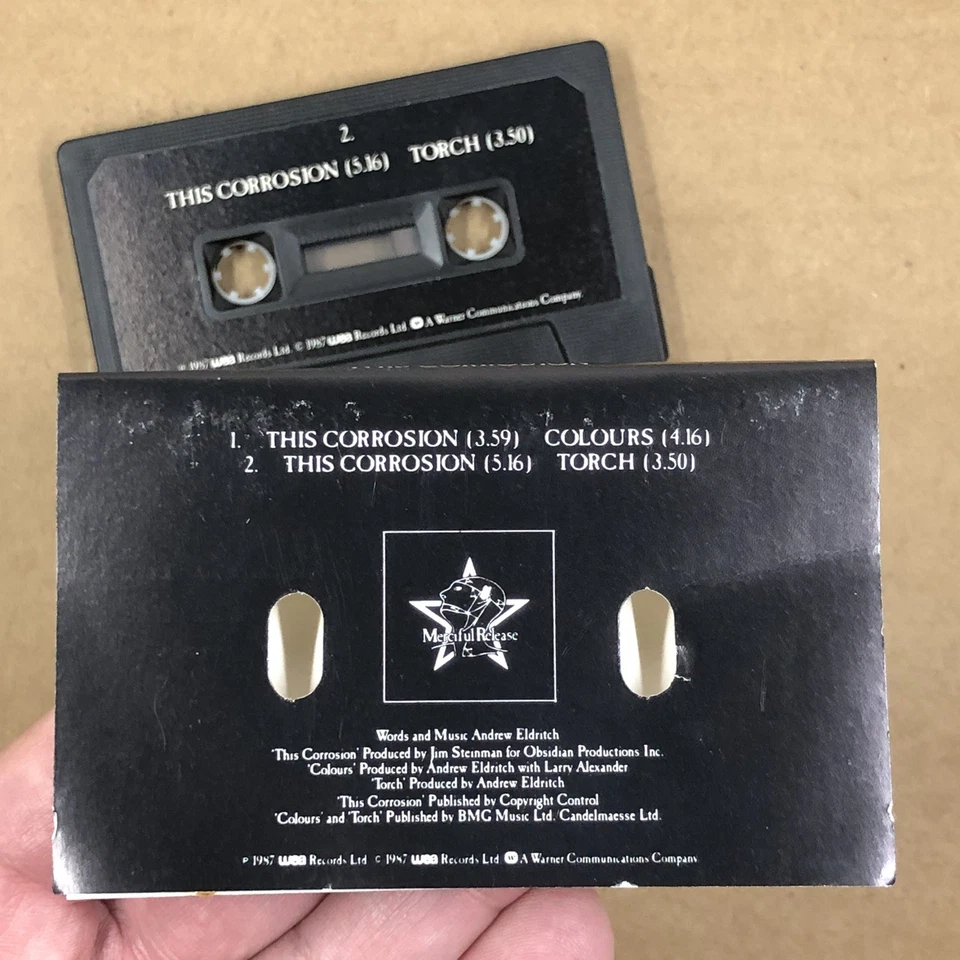 2.
THIS CORROSION (5.16) TORCH (3.50)
℗ 1987 wea Records Ltd. © 1987 wea Records Ltd. A Warner Communications Company.
1. THIS CORROSION (3.59) COLOURS (4.16)
2. THIS CORROSION (5.16) TORCH (3.50)
Merciful Release
Words and Music Andrew Eldritch
'This Corrosion' Produced by Jim Steinman for Obsidian Productions Inc.
'Colours' Produced by Andrew Eldritch with Larry Alexander
'Torch' Produced by Andrew Eldritch
'This Corrosion' Published by Copyright Control
'Colours' and 'Torch' Published by BMG Music Ltd./Candelmaesse Ltd.
℗ 1987 wea Records Ltd © 1987 wea Records Ltd. A Warner Communications Company